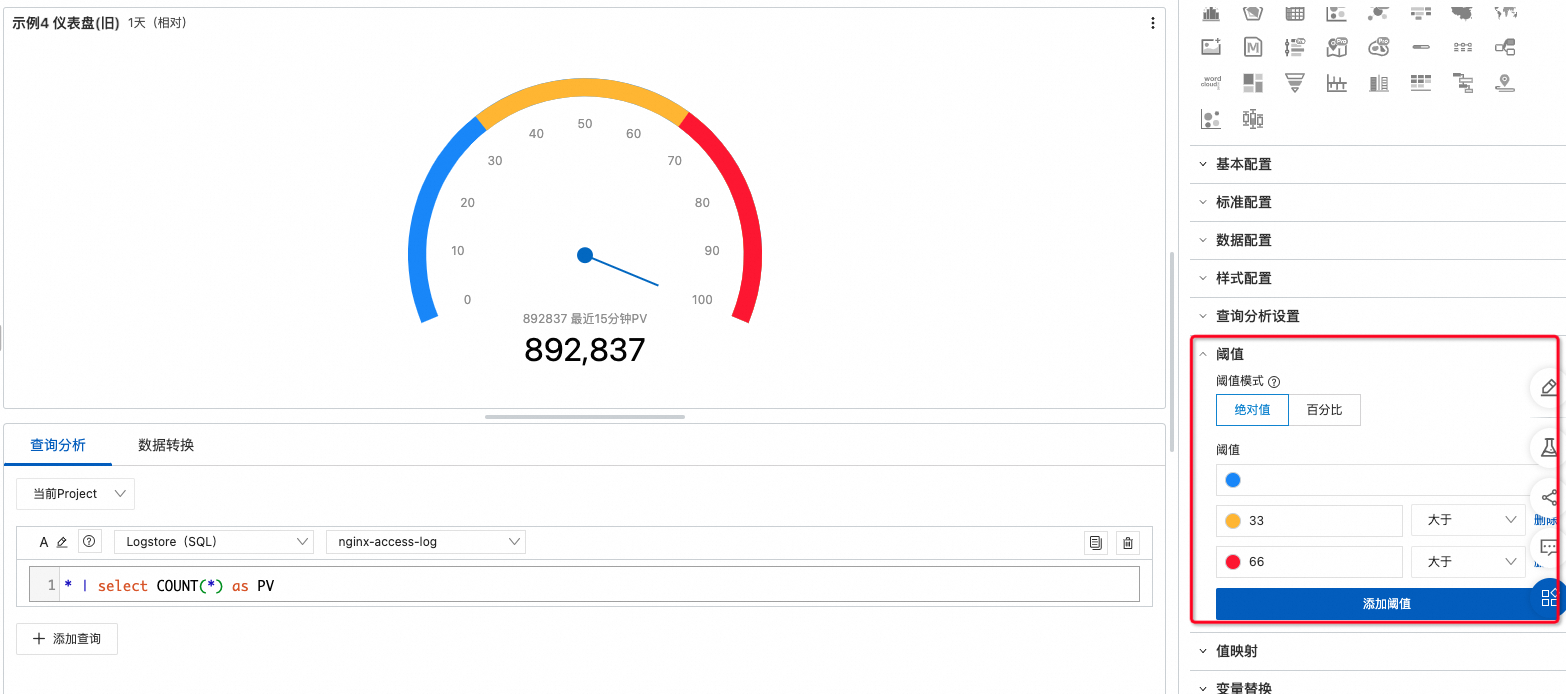 示例4 仪表盘(旧) 1天 (相对)
50
40
60
30
70
20
80
10
90
0
100
892837 最近15分钟PV
892,837
查询分析 数据转换
当前Project
A Logstore (SQL) nginx-access-log
1 * | select COUNT(*) as PV
添加查询
M Pro Pro Pro
word
cloud
基本配置
标准配置
数据配置
样式配置
查询分析设置
阈值
阈值模式
绝对值 百分比
阈值
33 大于 删除
66 大于
添加阈值
值映射
变量替换